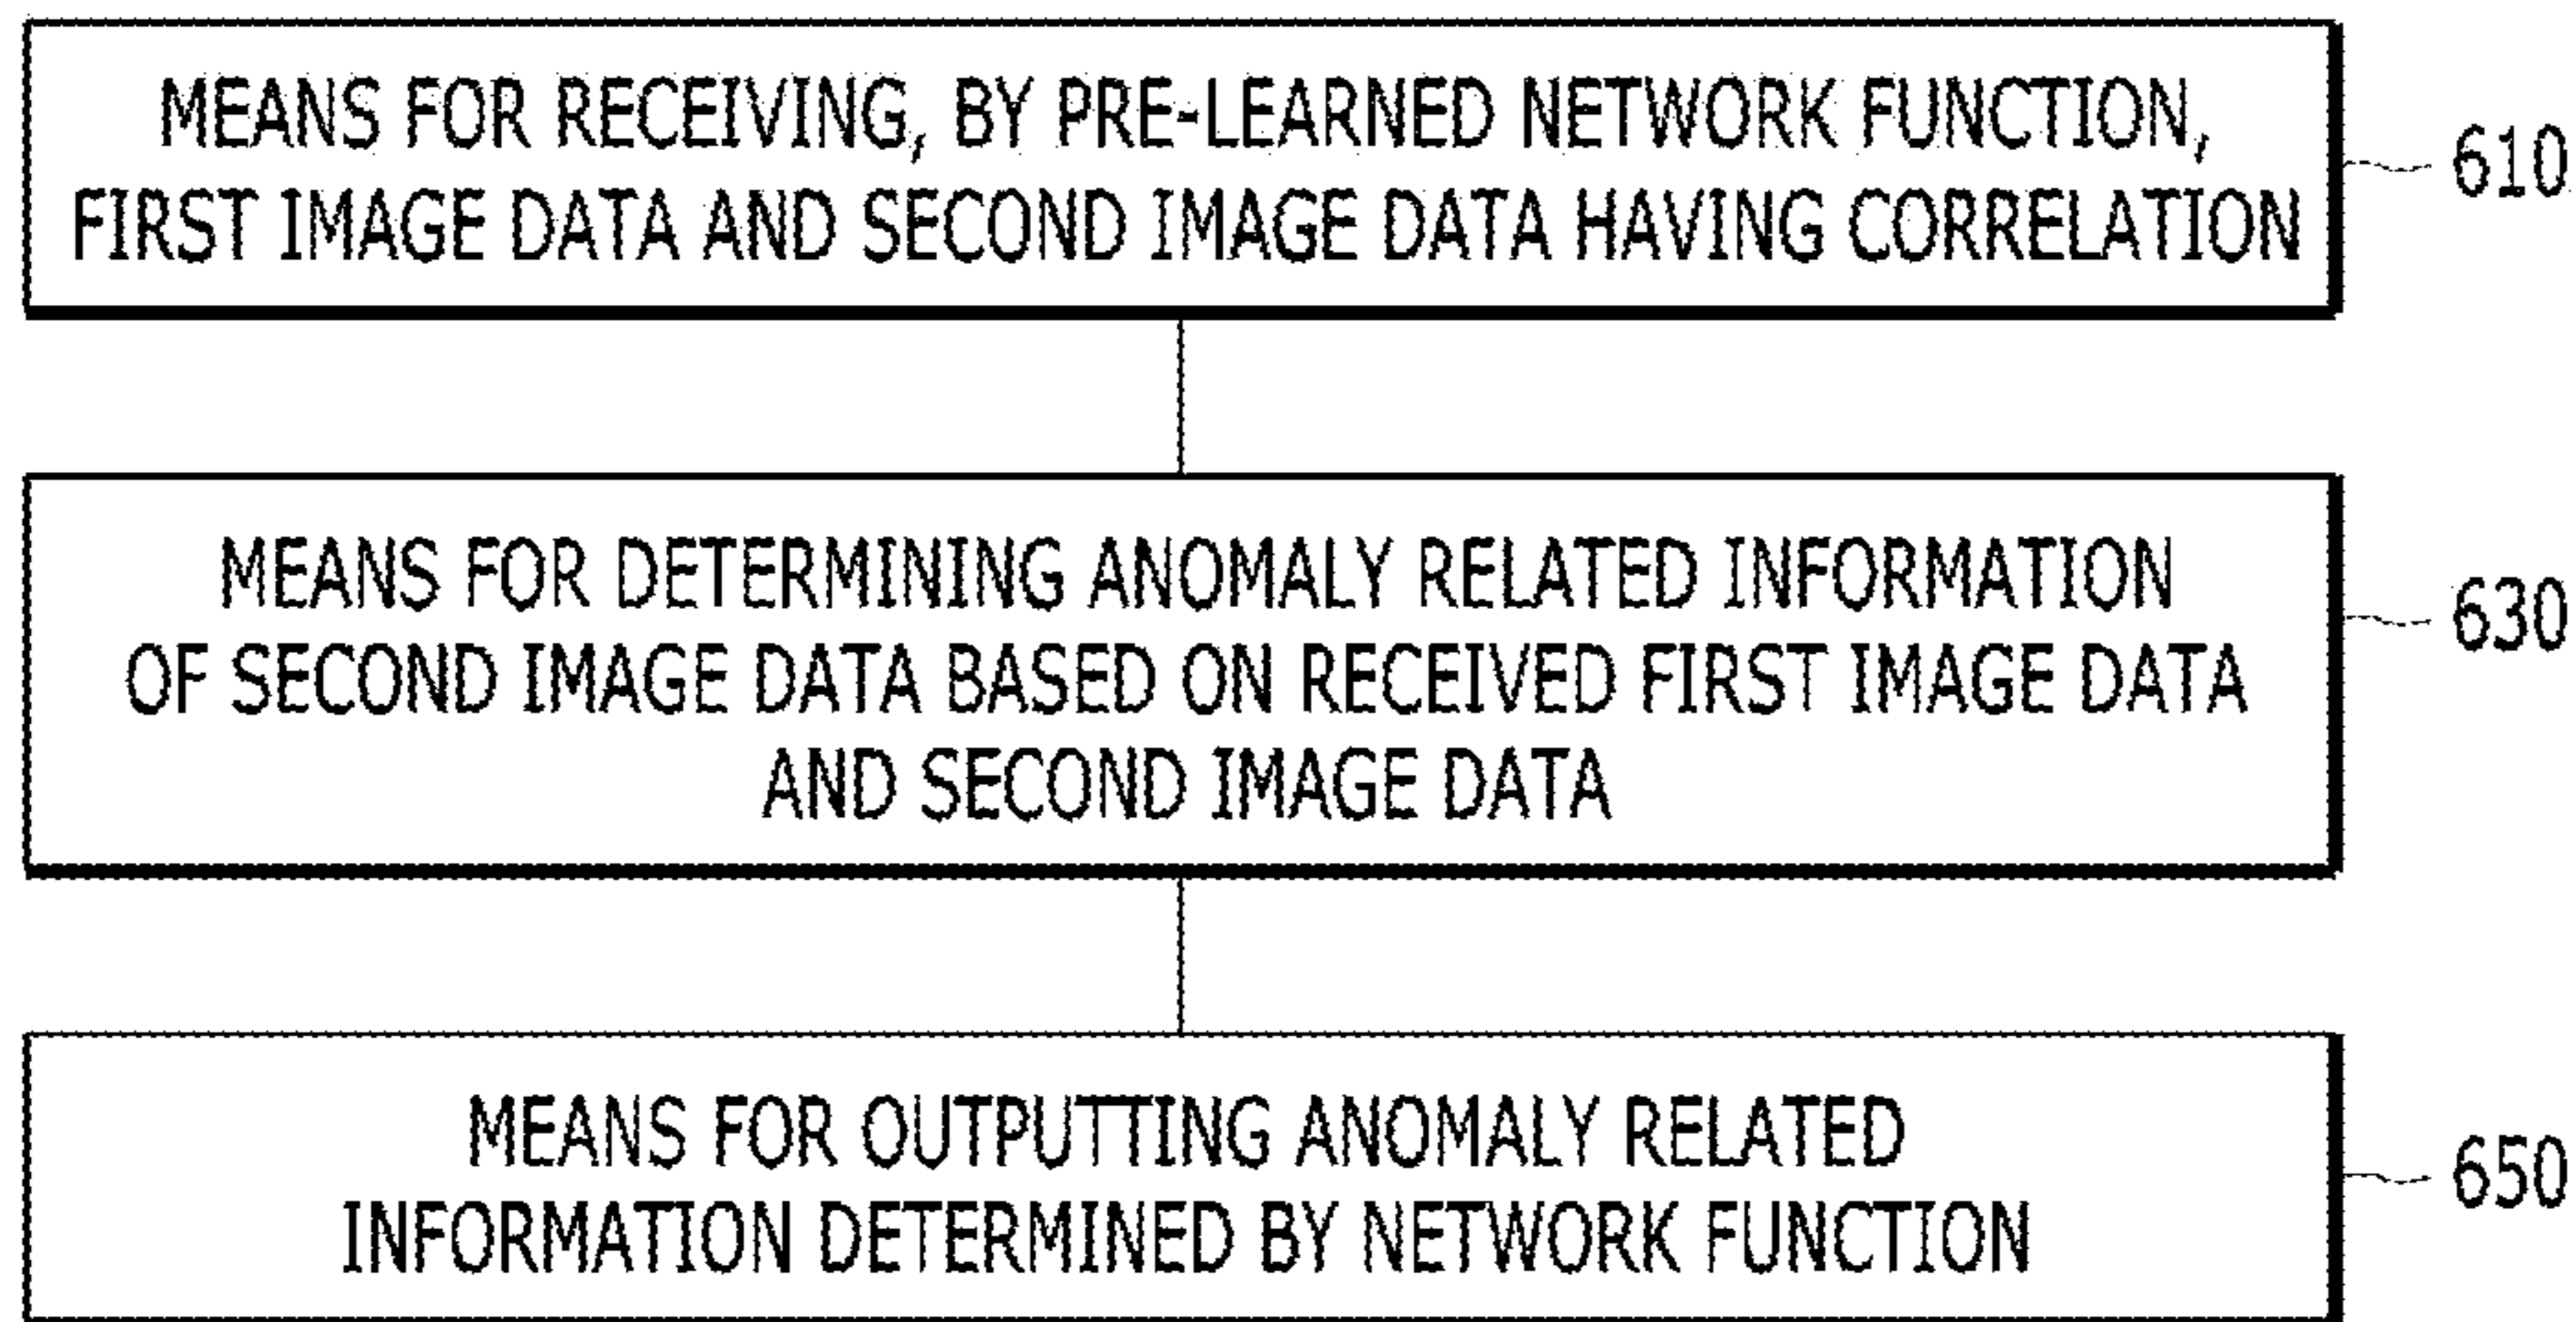 MEANS FOR RECEIVING, BY PRE-LEARNED NETWORK FUNCTION,
FIRST IMAGE DATA AND SECOND IMAGE DATA HAVING CORRELATION
610
MEANS FOR DETERMINING ANOMALY RELATED INFORMATION
OF SECOND IMAGE DATA BASED ON RECEIVED FIRST IMAGE DATA
AND SECOND IMAGE DATA
630
MEANS FOR OUTPUTTING ANOMALY RELATED
INFORMATION DETERMINED BY NETWORK FUNCTION
650